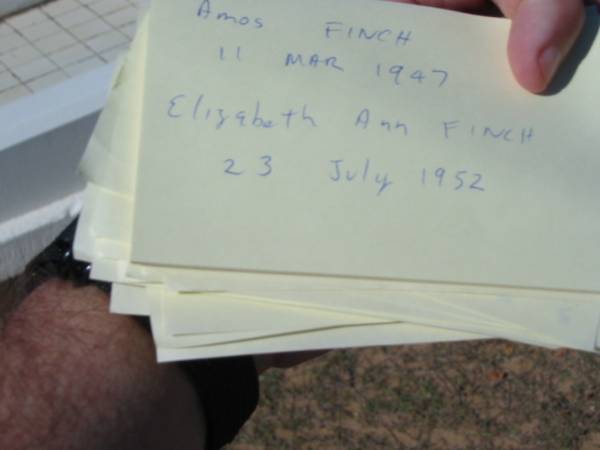 Amos FINCH
11 MAR 1947
Elizabeth Ann FINCH
23 July 1952